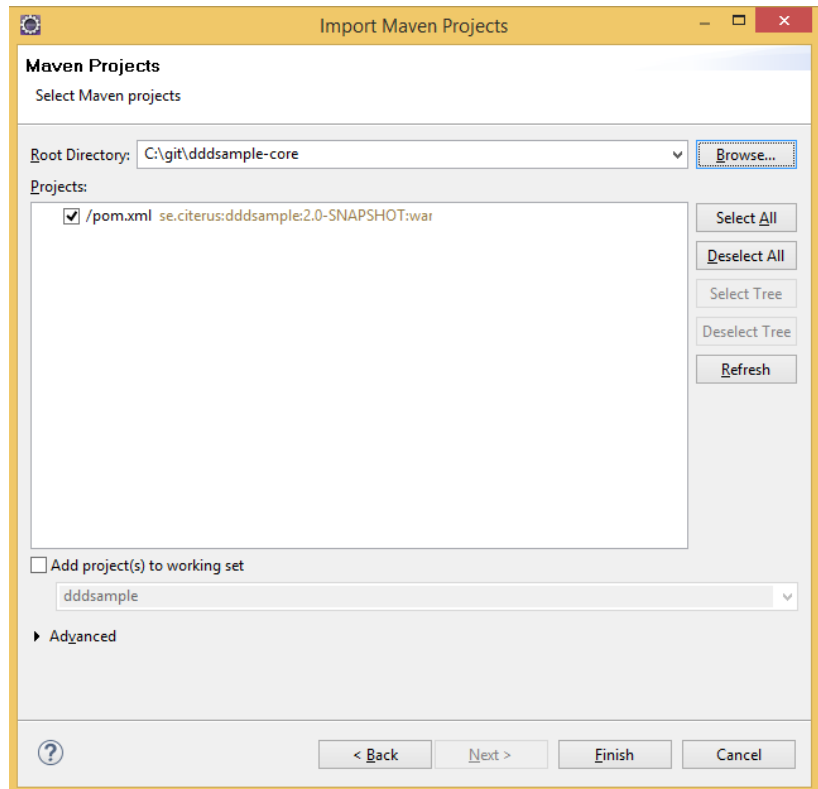 Import Maven Projects
Maven Projects
Select Maven projects
Root Directory: C:\git\dddsample-core Browse...
Projects:
/pom.xml se.citerus:dddsample:2.0-SNAPSHOT:war
Select All
Deselect All
Select Tree
Deselect Tree
Refresh
Add project(s) to working set
dddsample
Advanced
? < Back Next > Finish Cancel